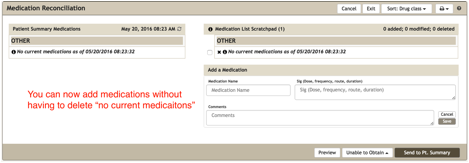 Medication Reconciliation
Cancel Exit Sort: Drug class
Patient Summary Medications May 20, 2016 08:23 AM
OTHER
No current medications as of 05/20/2016 08:23:32
Medication List Scratchpad (1) 0 added; 0 modified; 0 deleted
OTHER
No current medications as of 05/20/2016 08:23:32
Add a Medication
Medication Name
Medication Name
Sig (Dose, frequency, route, duration)
Sig (Dose, frequency, route, duration)
Comments
Comments
Cancel
Save
You can now add medications without
having to delete “no current medicaitons”
Preview Unable to Obtain Send to Pt. Summary